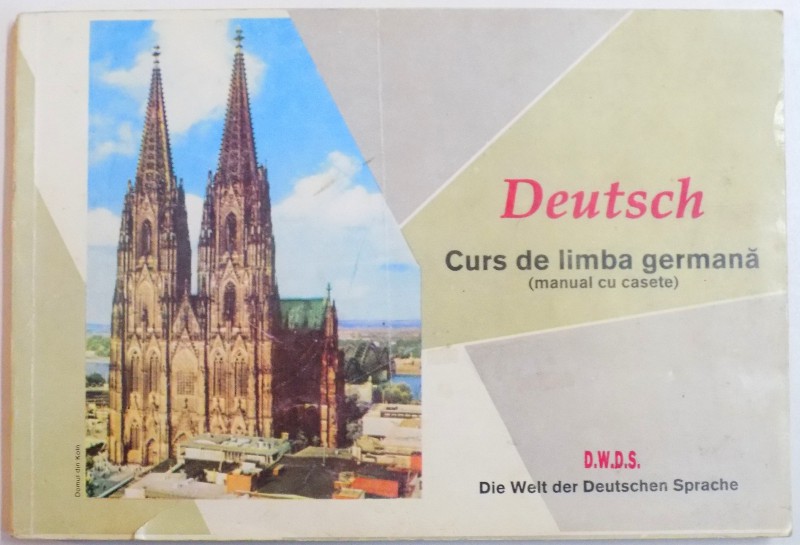 Deutsch
Curs de limba germană
(manual cu casete)
D.W.D.S.
Die Welt der Deutschen Sprache
Domul din Köln